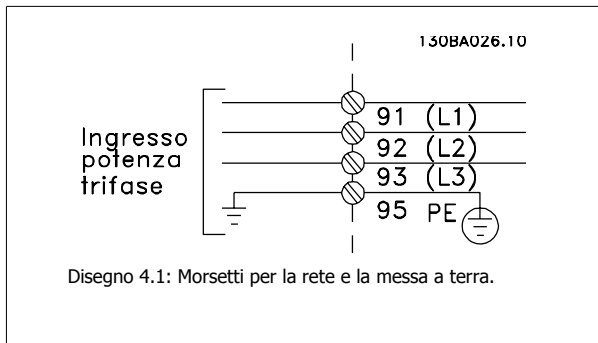 130BA026.10
91 (L1)
Ingresso
potenza
trifase
92 (L2)
93 (L3)
95 PE
Disegno 4.1: Morsetti per la rete e la messa a terra.